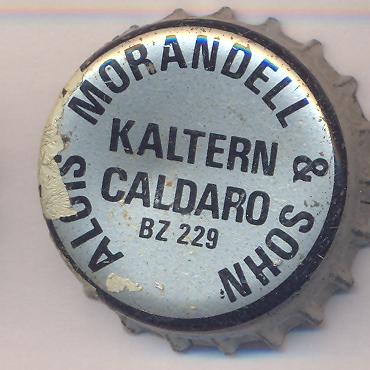 ALOIS MORANDELL & SOHN
KALTERN
CALDARO
BZ 229